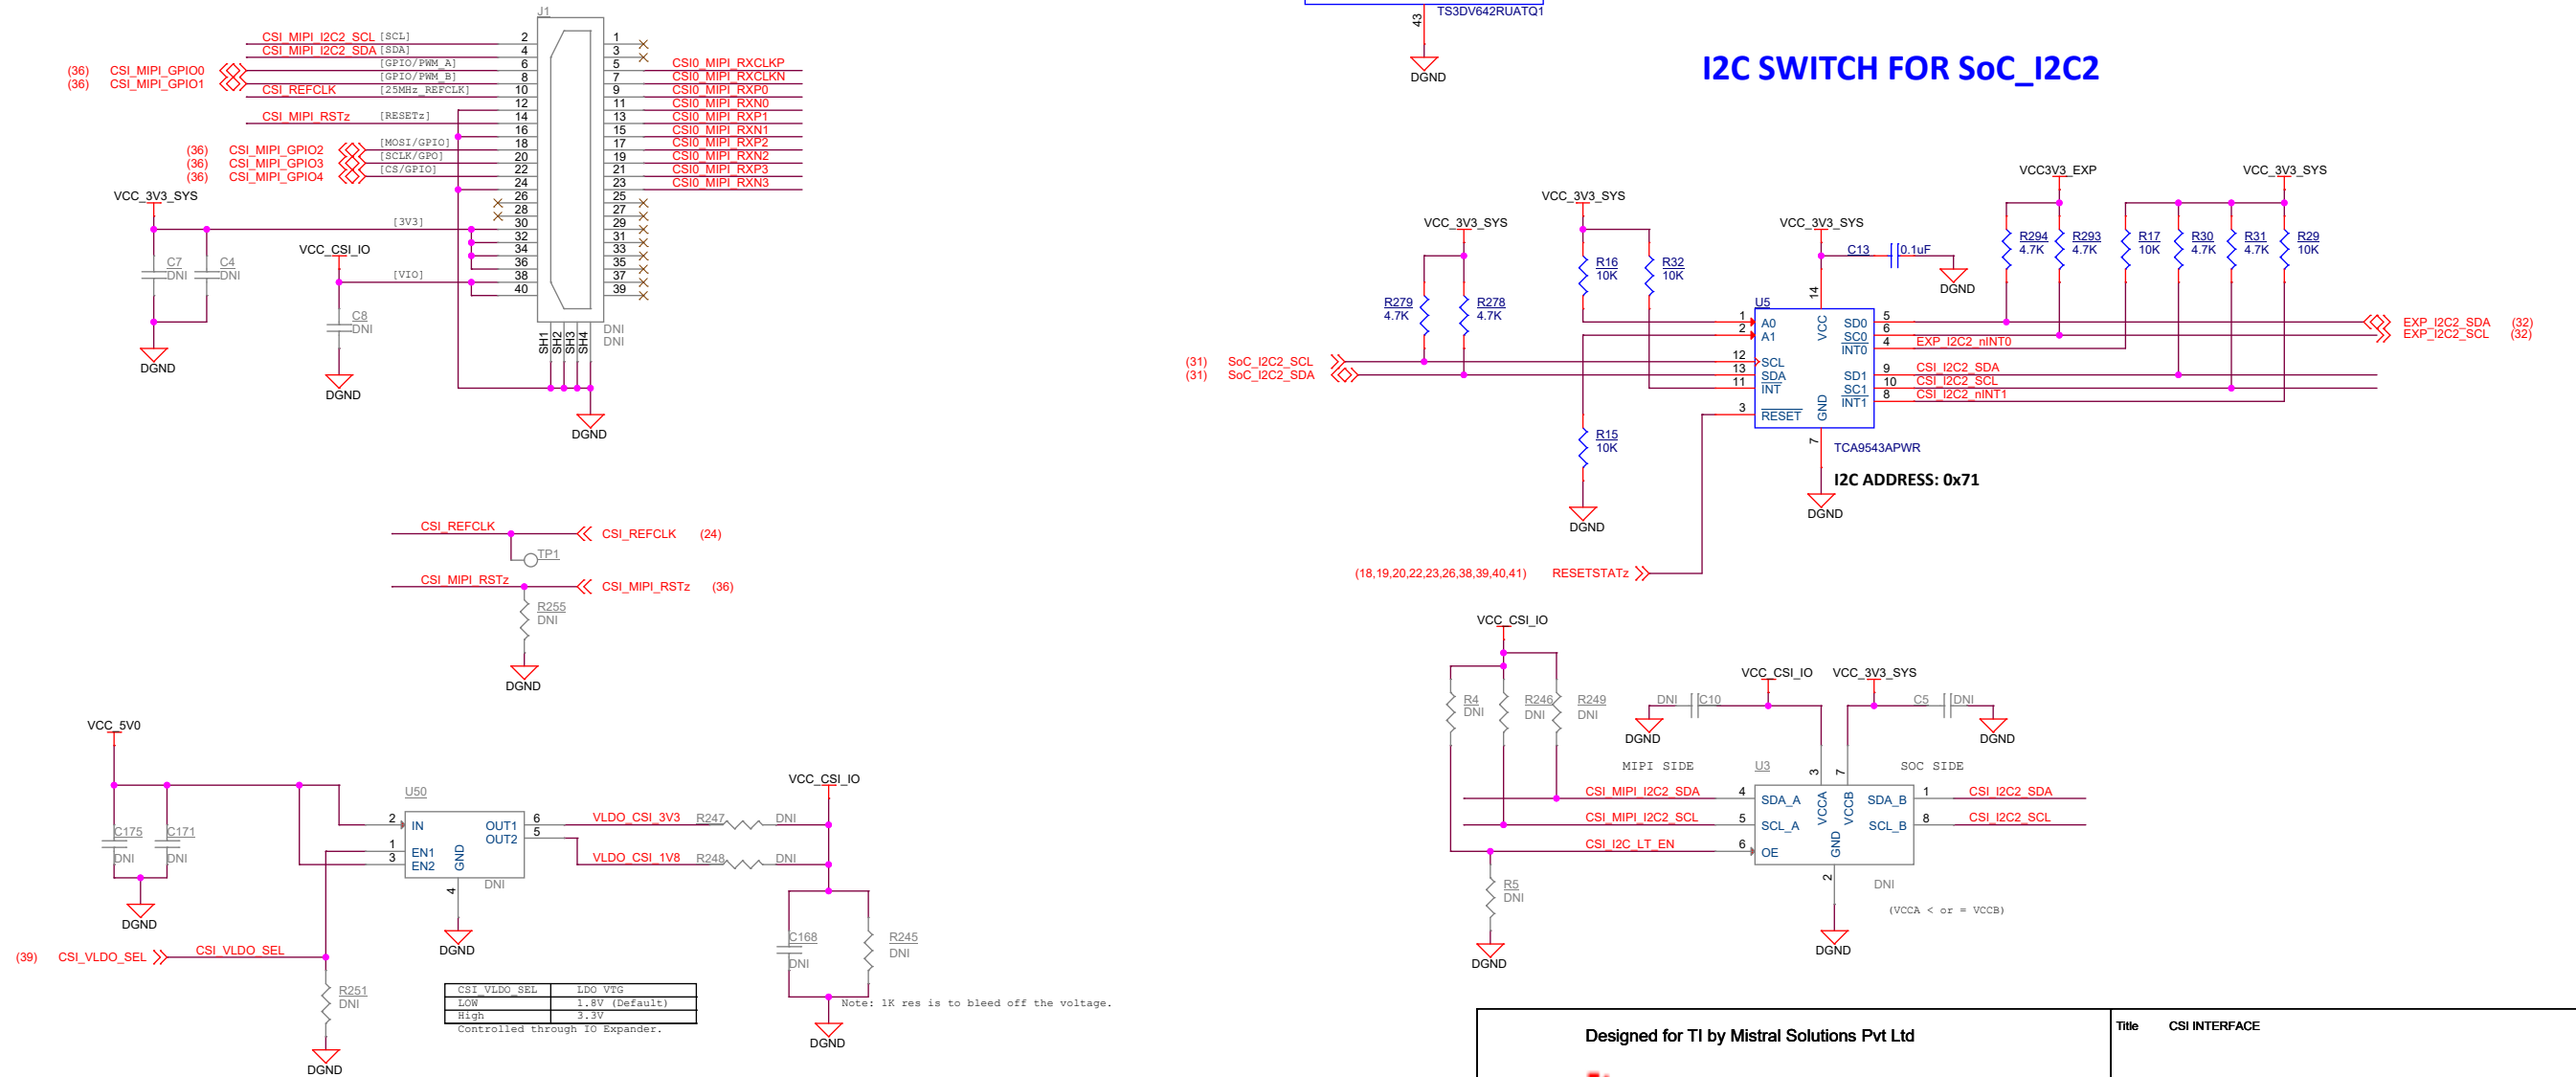 J1
CSI_MIPI_I2C2_SCL [SCL] 2
CSI_MIPI_I2C2_SDA [SDA] 4
(36) CSI_MIPI_GPIO0 [GPIO/PWM_A] 6
(36) CSI_MIPI_GPIO1 [GPIO/PWM_B] 8
CSI_REFCLK [25MHz_REFCLK] 10
12
CSI_MIPI_RSTz [RESETz] 14
16
(36) CSI_MIPI_GPIO2 [MOSI/GPIO] 18
(36) CSI_MIPI_GPIO3 [SCLK/GPO] 20
(36) CSI_MIPI_GPIO4 [CS/GPIO] 22
24
26
28
[3V3] 30
32
34
36
[VIO] 38
40
1
3
5 CSI0_MIPI_RXCLKP
7 CSI0_MIPI_RXCLKN
9 CSI0_MIPI_RXP0
11 CSI0_MIPI_RXN0
13 CSI0_MIPI_RXP1
15 CSI0_MIPI_RXN1
17 CSI0_MIPI_RXP2
19 CSI0_MIPI_RXN2
21 CSI0_MIPI_RXP3
23 CSI0_MIPI_RXN3
25
27
29
31
33
35
37
39
DNI
DNI
SH1
SH2
SH3
SH4
DGND
VCC_3V3_SYS
C7
DNI
C4
DNI
DGND
VCC_CSI_IO
C8
DNI
DGND
43
TS3DV642RUATQ1
DGND
I2C SWITCH FOR SoC_I2C2
VCC_3V3_SYS
R279
4.7K
R278
4.7K
VCC_3V3_SYS
R16
10K
R32
10K
VCC_3V3_SYS
C13 0.1uF
DGND
VCC3V3_EXP
R294
4.7K
R293
4.7K
VCC_3V3_SYS
R17
10K
R30
4.7K
R31
4.7K
R29
10K
(31) SoC_I2C2_SCL
(31) SoC_I2C2_SDA
U5
14
VCC
1 A0
2 A1
12 SCL
13 SDA
11 INT
3 RESET
SD0 5
SC0 6
INT0 4 EXP_I2C2_nINT0
SD1 9 CSI_I2C2_SDA
SC1 10 CSI_I2C2_SCL
INT1 8 CSI_I2C2_nINT1
GND
7
TCA9543APWR
I2C ADDRESS: 0x71
DGND
EXP_I2C2_SDA (32)
EXP_I2C2_SCL (32)
R15
10K
DGND
(18,19,20,22,23,26,38,39,40,41) RESETSTATz
CSI_REFCLK CSI_REFCLK (24)
TP1
CSI_MIPI_RSTz CSI_MIPI_RSTz (36)
R255
DNI
DGND
VCC_5V0
C175
DNI
C171
DNI
DGND
U50
2 IN
1 EN1
3 EN2
OUT1 6
OUT2 5
GND
4
DNI
DGND
VLDO_CSI_3V3 R247 DNI
VLDO_CSI_1V8 R248 DNI
VCC_CSI_IO
C168
DNI
R245
DNI
DGND
Note: 1K res is to bleed off the voltage.
(39) CSI_VLDO_SEL CSI_VLDO_SEL
R251
DNI
DGND
CSI_VLDO_SEL LDO VTG
LOW 1.8V (Default)
High 3.3V
Controlled through IO Expander.
VCC_CSI_IO
R4
DNI
R246
DNI
R249
DNI
VCC_CSI_IO
DNI C10
DGND
VCC_3V3_SYS
C5 DNI
DGND
MIPI SIDE
U3
SOC SIDE
3
7
CSI_MIPI_I2C2_SDA 4 SDA_A
CSI_MIPI_I2C2_SCL 5 SCL_A
CSI_I2C_LT_EN 6 OE
VCCA
VCCB
GND
SDA_B 1 CSI_I2C2_SDA
SCL_B 8 CSI_I2C2_SCL
2
DNI
(VCCA < or = VCCB)
DGND
R5
DNI
DGND
Designed for TI by Mistral Solutions Pvt Ltd
Title CSI INTERFACE